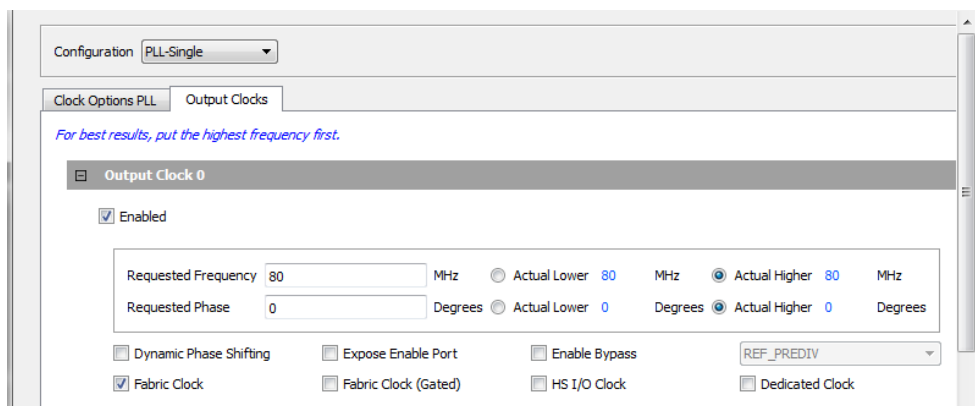 Configuration PLL-Single
Clock Options PLL Output Clocks
For best results, put the highest frequency first.
Output Clock 0
Enabled
Requested Frequency 80 MHz Actual Lower 80 MHz Actual Higher 80 MHz
Requested Phase 0 Degrees Actual Lower 0 Degrees Actual Higher 0 Degrees
Dynamic Phase Shifting Expose Enable Port Enable Bypass REF_PREDIV
Fabric Clock Fabric Clock (Gated) HS I/O Clock Dedicated Clock